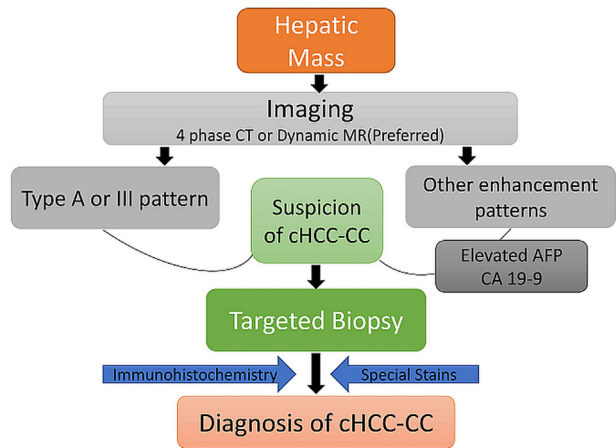 Hepatic
Mass
Imaging
4 phase CT or Dynamic MR(Preferred)
Type A or III pattern
Suspicion
of cHCC-CC
Other enhancement
patterns
Elevated AFP
CA 19-9
Targeted Biopsy
Immunohistochemistry
Special Stains
Diagnosis of cHCC-CC